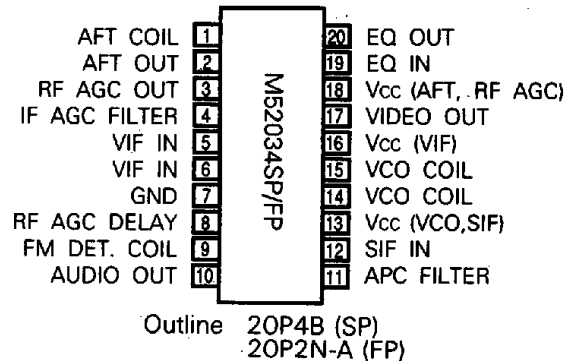 AFT COIL 1 20 EQ OUT
AFT OUT 2 19 EQ IN
RF AGC OUT 3 18 Vcc (AFT, RF AGC)
IF AGC FILTER 4 17 VIDEO OUT
VIF IN 5 16 Vcc (VIF)
VIF IN 6 15 VCO COIL
GND 7 14 VCO COIL
RF AGC DELAY 8 13 Vcc (VCO,SIF)
FM DET. COIL 9 12 SIF IN
AUDIO OUT 10 11 APC FILTER
M52034SP/FP
Outline 20P4B (SP)
20P2N-A (FP)